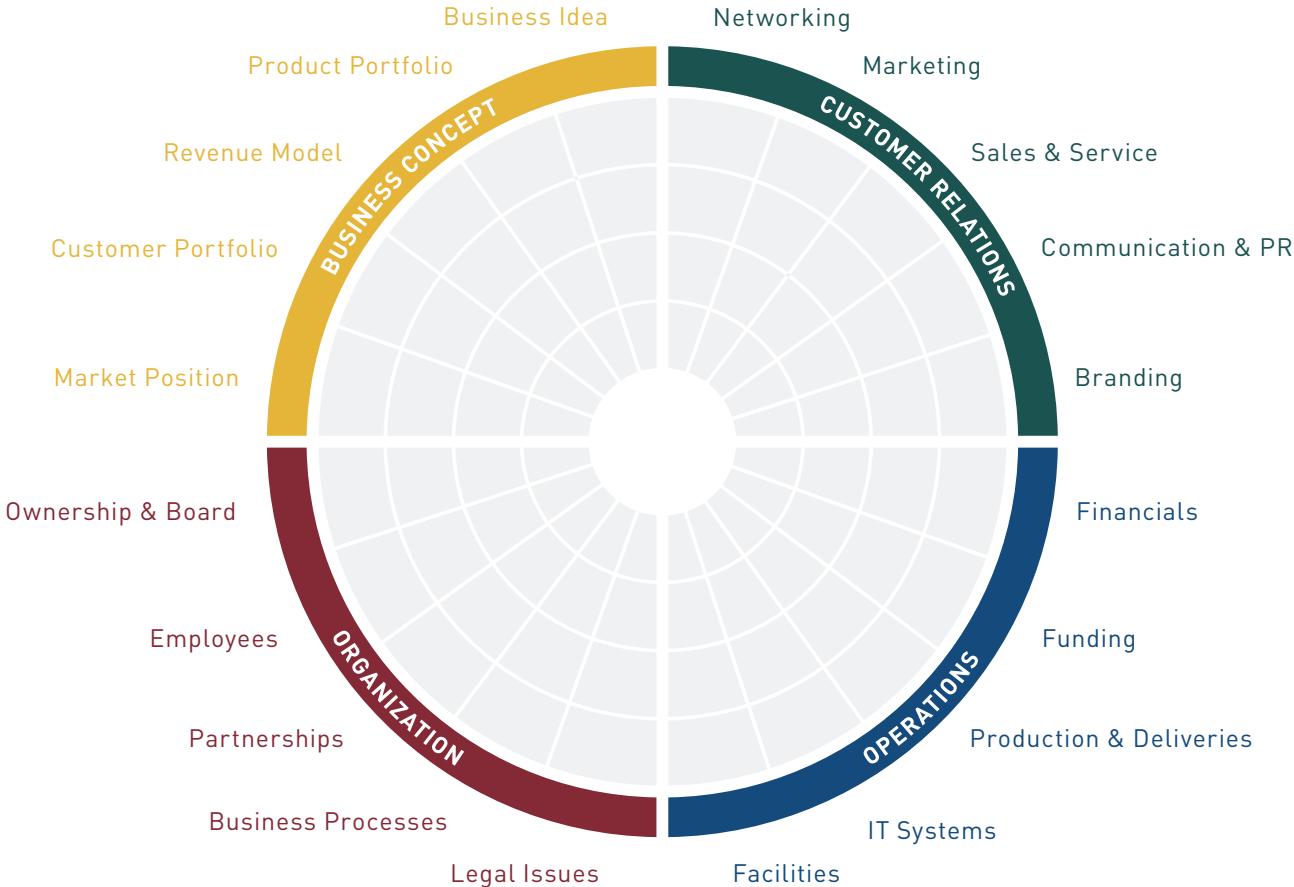 Business Idea
Product Portfolio
Revenue Model
Customer Portfolio
Market Position
BUSINESS CONCEPT
Networking
Marketing
Sales & Service
Communication & PR
Branding
CUSTOMER RELATIONS
Ownership & Board
Employees
Partnerships
Business Processes
Legal Issues
ORGANIZATION
Financials
Funding
Production & Deliveries
IT Systems
Facilities
OPERATIONS